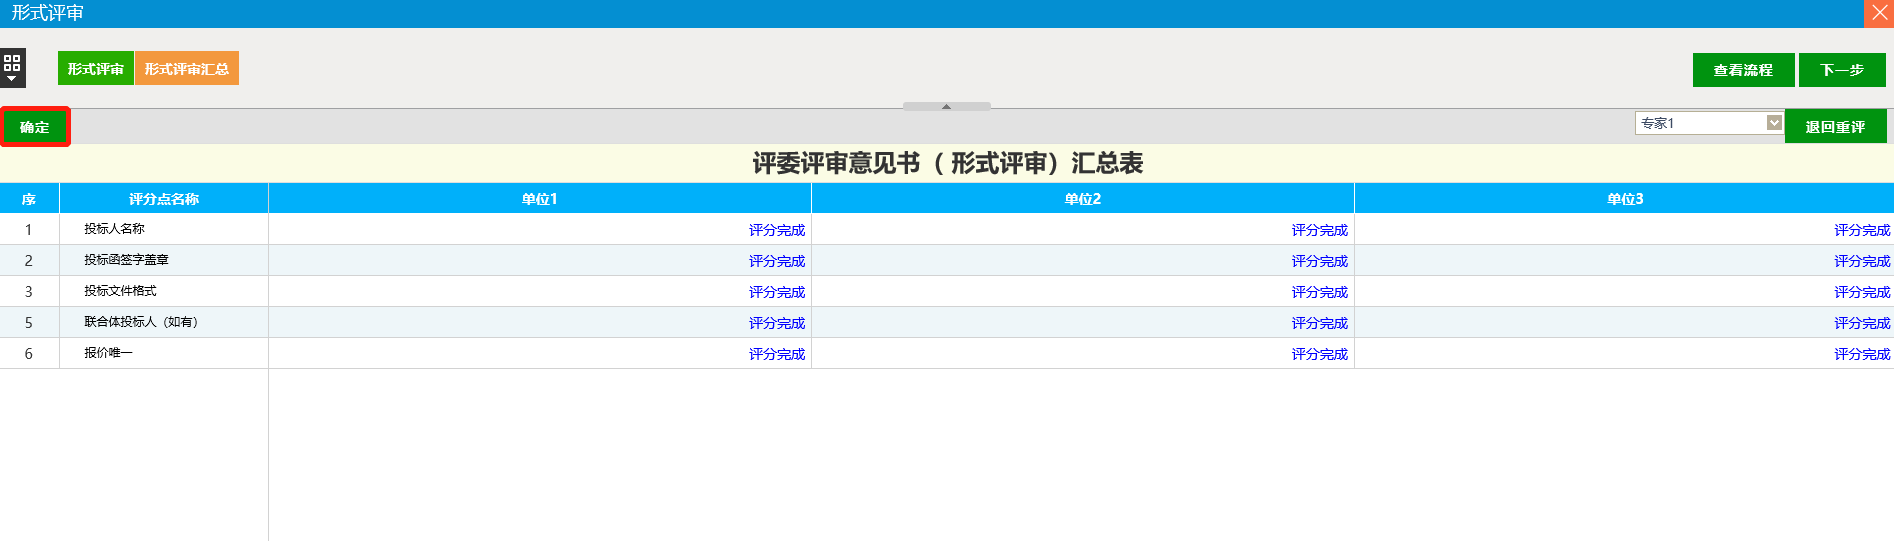 形式评审
形式评审 形式评审汇总 查看流程 下一步
确定 专家1 退回重评
评委评审意见书（ 形式评审）汇总表
序 评分点名称 单位1 单位2 单位3
1 投标人名称 评分完成 评分完成 评分完成
2 投标函签字盖章 评分完成 评分完成 评分完成
3 投标文件格式 评分完成 评分完成 评分完成
5 联合体投标人（如有） 评分完成 评分完成 评分完成
6 报价唯一 评分完成 评分完成 评分完成